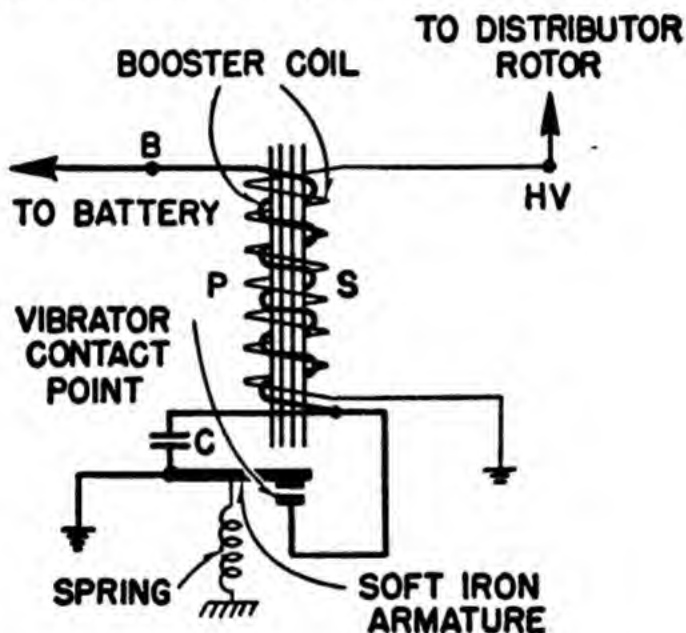 TO DISTRIBUTOR
ROTOR
BOOSTER COIL
B
HV
TO BATTERY
P
S
VIBRATOR
CONTACT
POINT
C
SPRING
SOFT IRON
ARMATURE